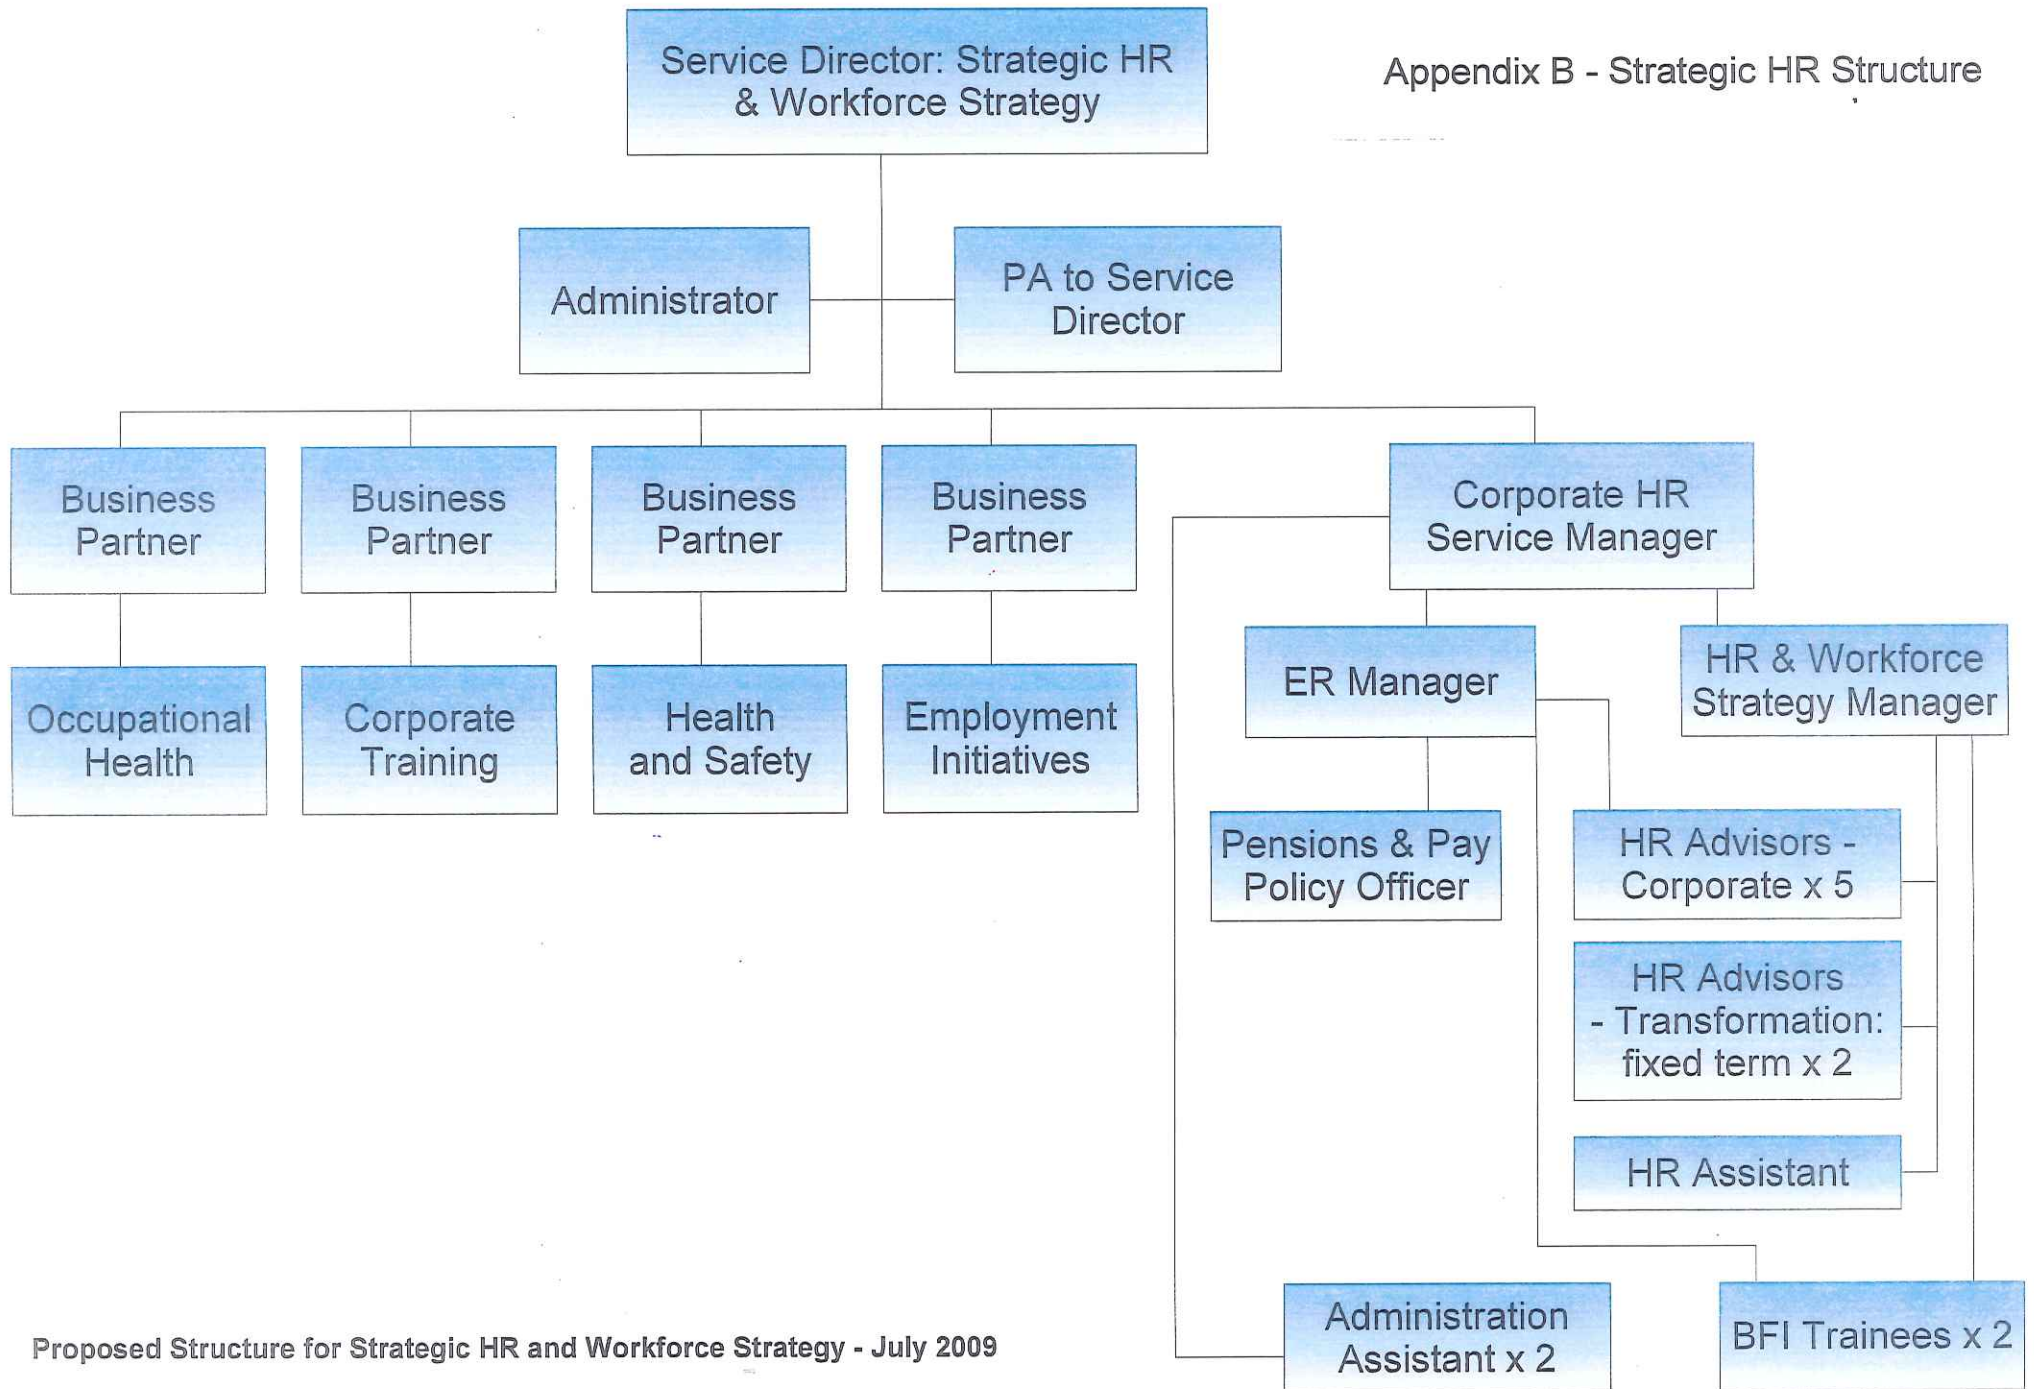 Service Director: Strategic HR
& Workforce Strategy
Appendix B - Strategic HR Structure
Administrator
PA to Service
Director
Business
Partner
Business
Partner
Business
Partner
Business
Partner
Corporate HR
Service Manager
Occupational
Health
Corporate
Training
Health
and Safety
Employment
Initiatives
ER Manager
HR & Workforce
Strategy Manager
Pensions & Pay
Policy Officer
HR Advisors -
Corporate x 5
HR Advisors
- Transformation:
fixed term x 2
HR Assistant
Administration
Assistant x 2
BFI Trainees x 2
Proposed Structure for Strategic HR and Workforce Strategy - July 2009